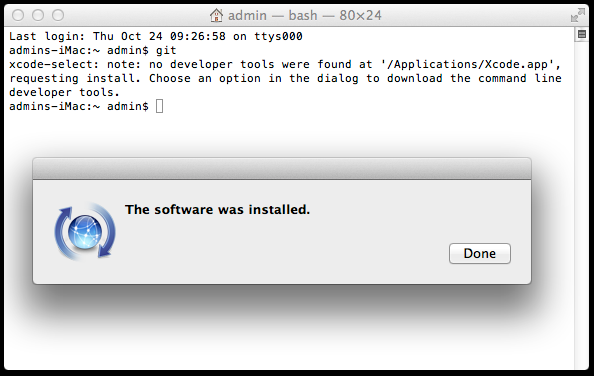 admin — bash — 80×24
Last login: Thu Oct 24 09:26:58 on ttys000
admins-iMac:~ admin$ git
xcode-select: note: no developer tools were found at '/Applications/Xcode.app',
requesting install. Choose an option in the dialog to download the command line
developer tools.
admins-iMac:~ admin$
The software was installed.
Done